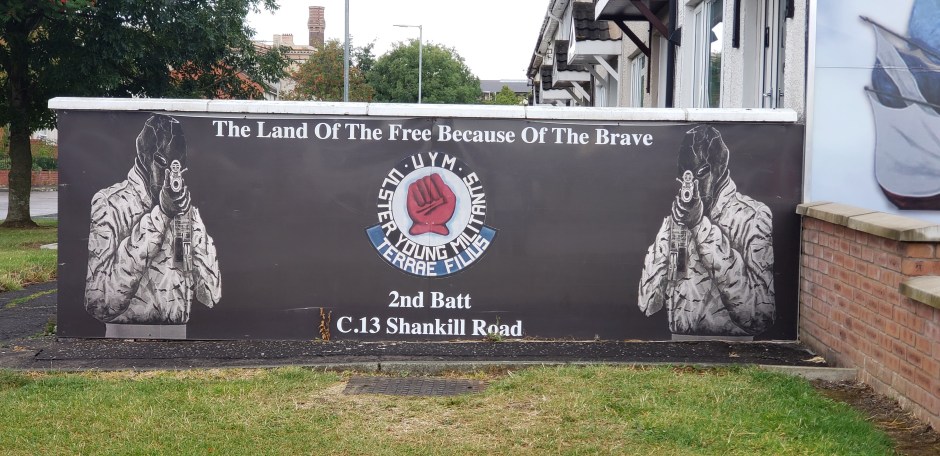 The Land Of The Free Because Of The Brave
· UYM ·
ULSTER YOUNG MILITANTS
TERRAE FILIUS
2nd Batt
C.13 Shankill Road